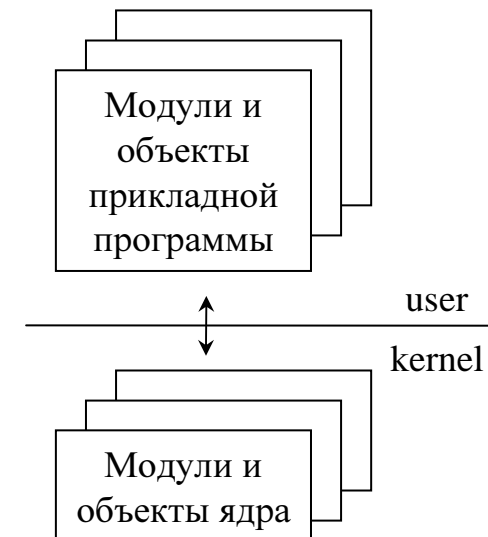 Модули и
объекты
прикладной
программы
user
kernel
Модули и
объекты ядра